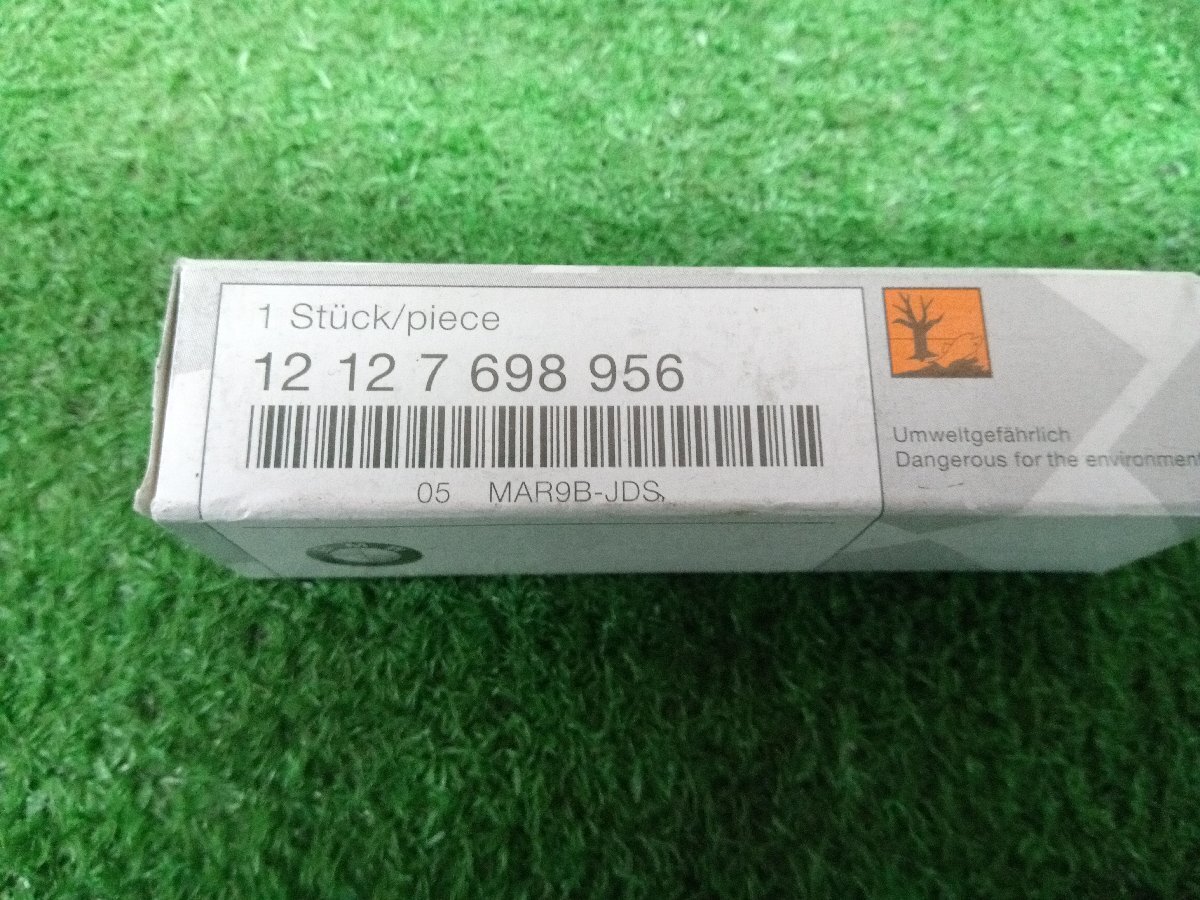 1 Stück/piece
12 12 7 698 956
05 MAR9B-JDS
Umweltgefährlich
Dangerous for the environment